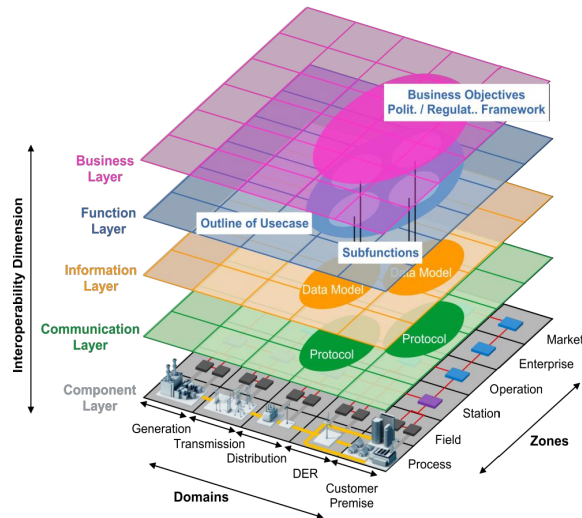 Business Objectives
Polit. / Regulat.. Framework
Business
Layer
Function
Layer
Outline of Usecase
Subfunctions
Information
Layer
Data Model
Data Model
Communication
Layer
Protocol
Protocol
Component
Layer
Interoperability Dimension
Market
Enterprise
Operation
Station
Field
Process
Zones
Generation
Transmission
Distribution
DER
Customer
Premise
Domains